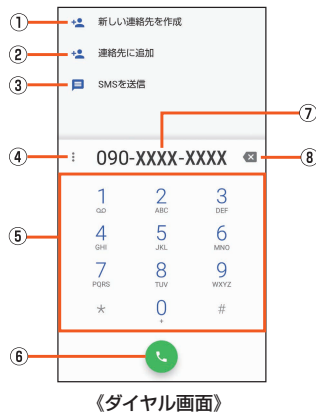 ① 新しい連絡先を作成
② 連絡先に追加
③ SMSを送信
⑦
④ 090-XXXX-XXXX ⑧
1 2 3
ABC DEF
⑤ 4 5 6
GHI JKL MNO
7 8 9
PQRS TUV WXYZ
* 0 #
+
⑥
《ダイヤル画面》